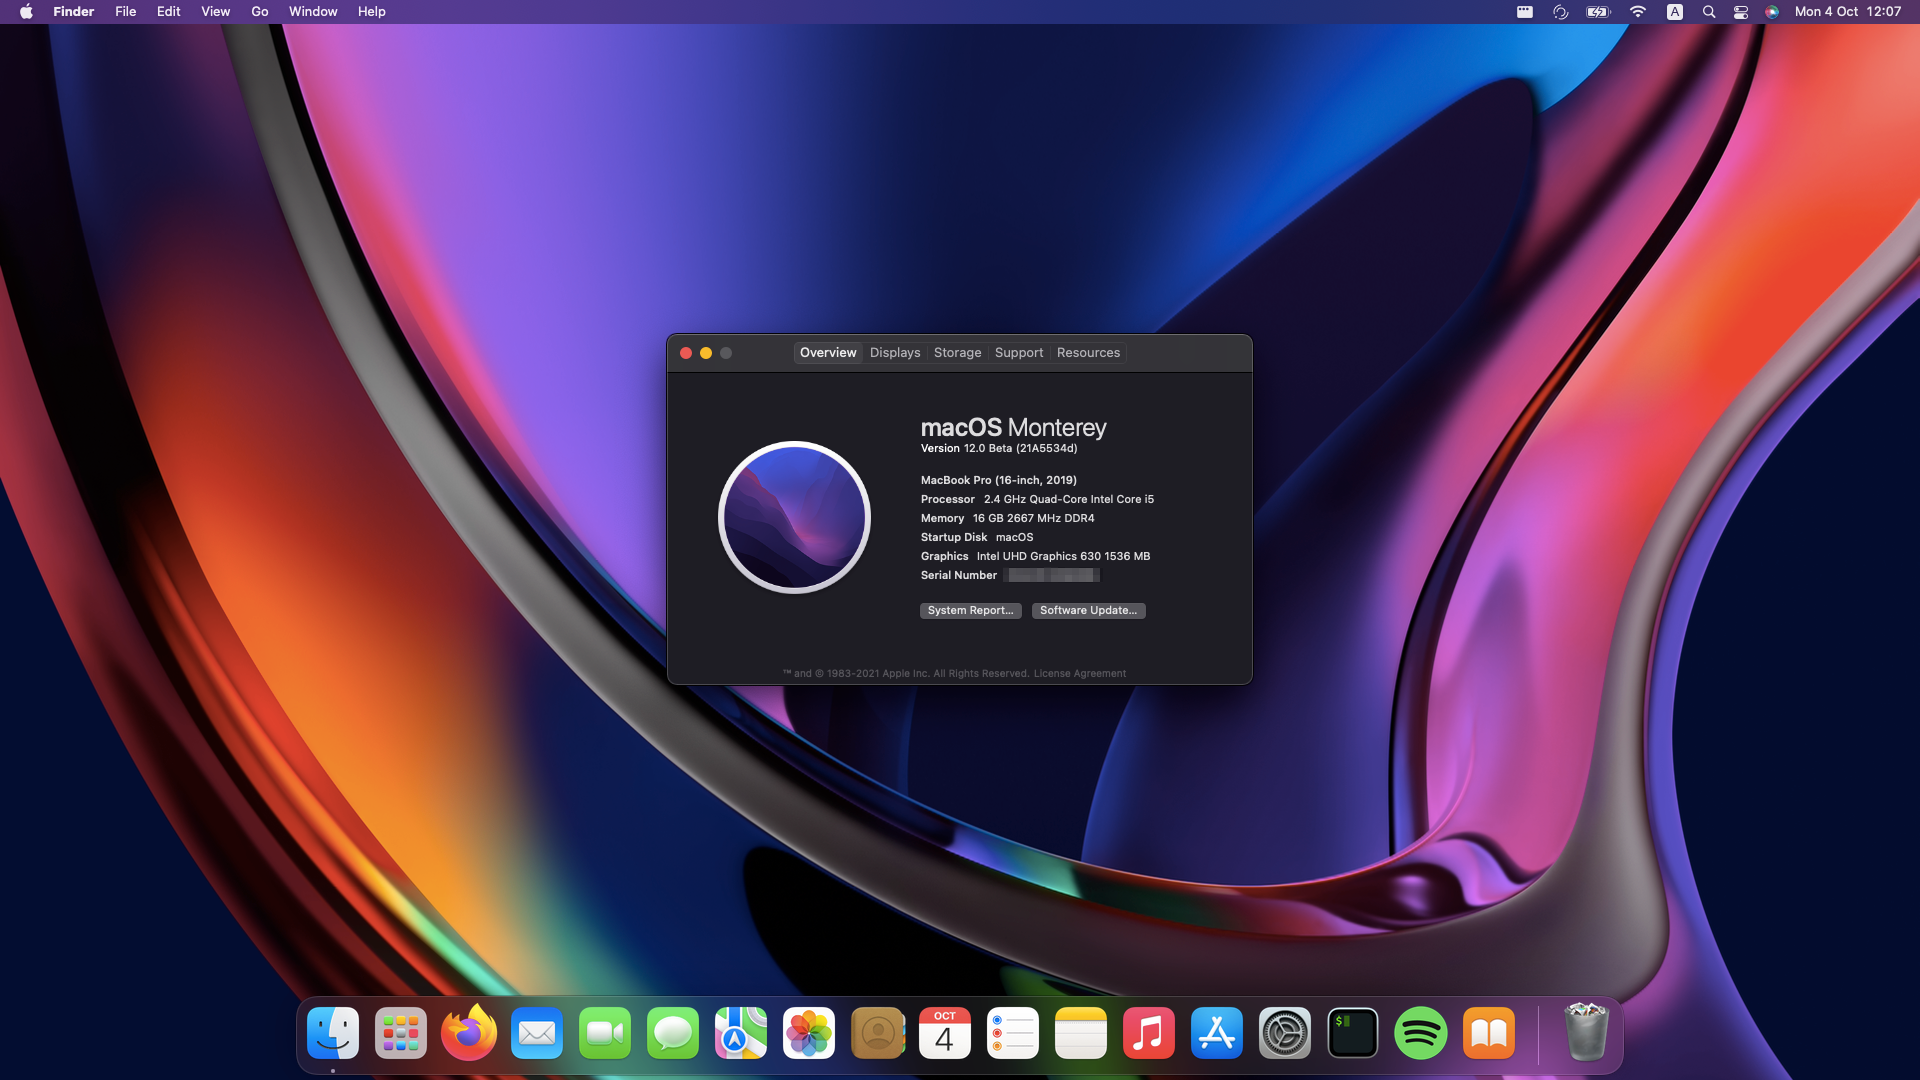 Finder File Edit View Go Window Help
A Mon 4 Oct 12:07
Overview Displays Storage Support Resources
macOS Monterey
Version 12.0 Beta (21A5534d)
MacBook Pro (16-inch, 2019)
Processor 2.4 GHz Quad-Core Intel Core i5
Memory 16 GB 2667 MHz DDR4
Startup Disk macOS
Graphics Intel UHD Graphics 630 1536 MB
Serial Number
System Report... Software Update...
™ and © 1983-2021 Apple Inc. All Rights Reserved. License Agreement
OCT
4
$